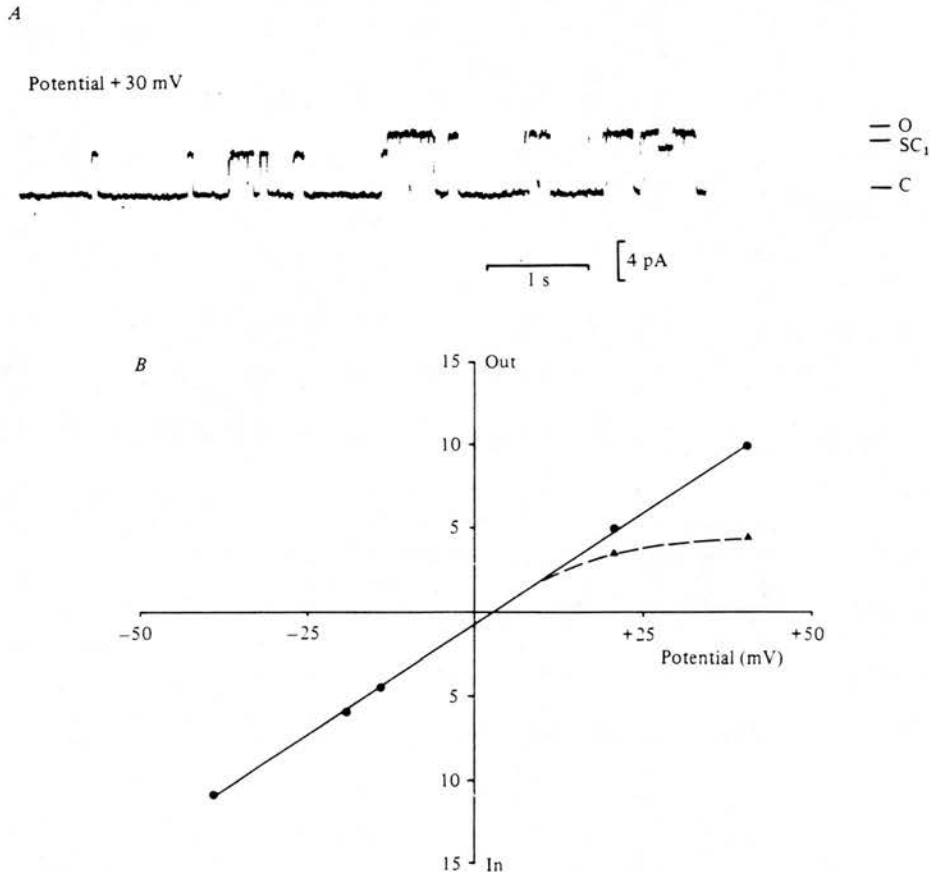 A
Potential + 30 mV
O
SC₁
C
4 pA
1 s
B
15 Out
10
5
−50
−25
+25
+50
Potential (mV)
5
10
15
In